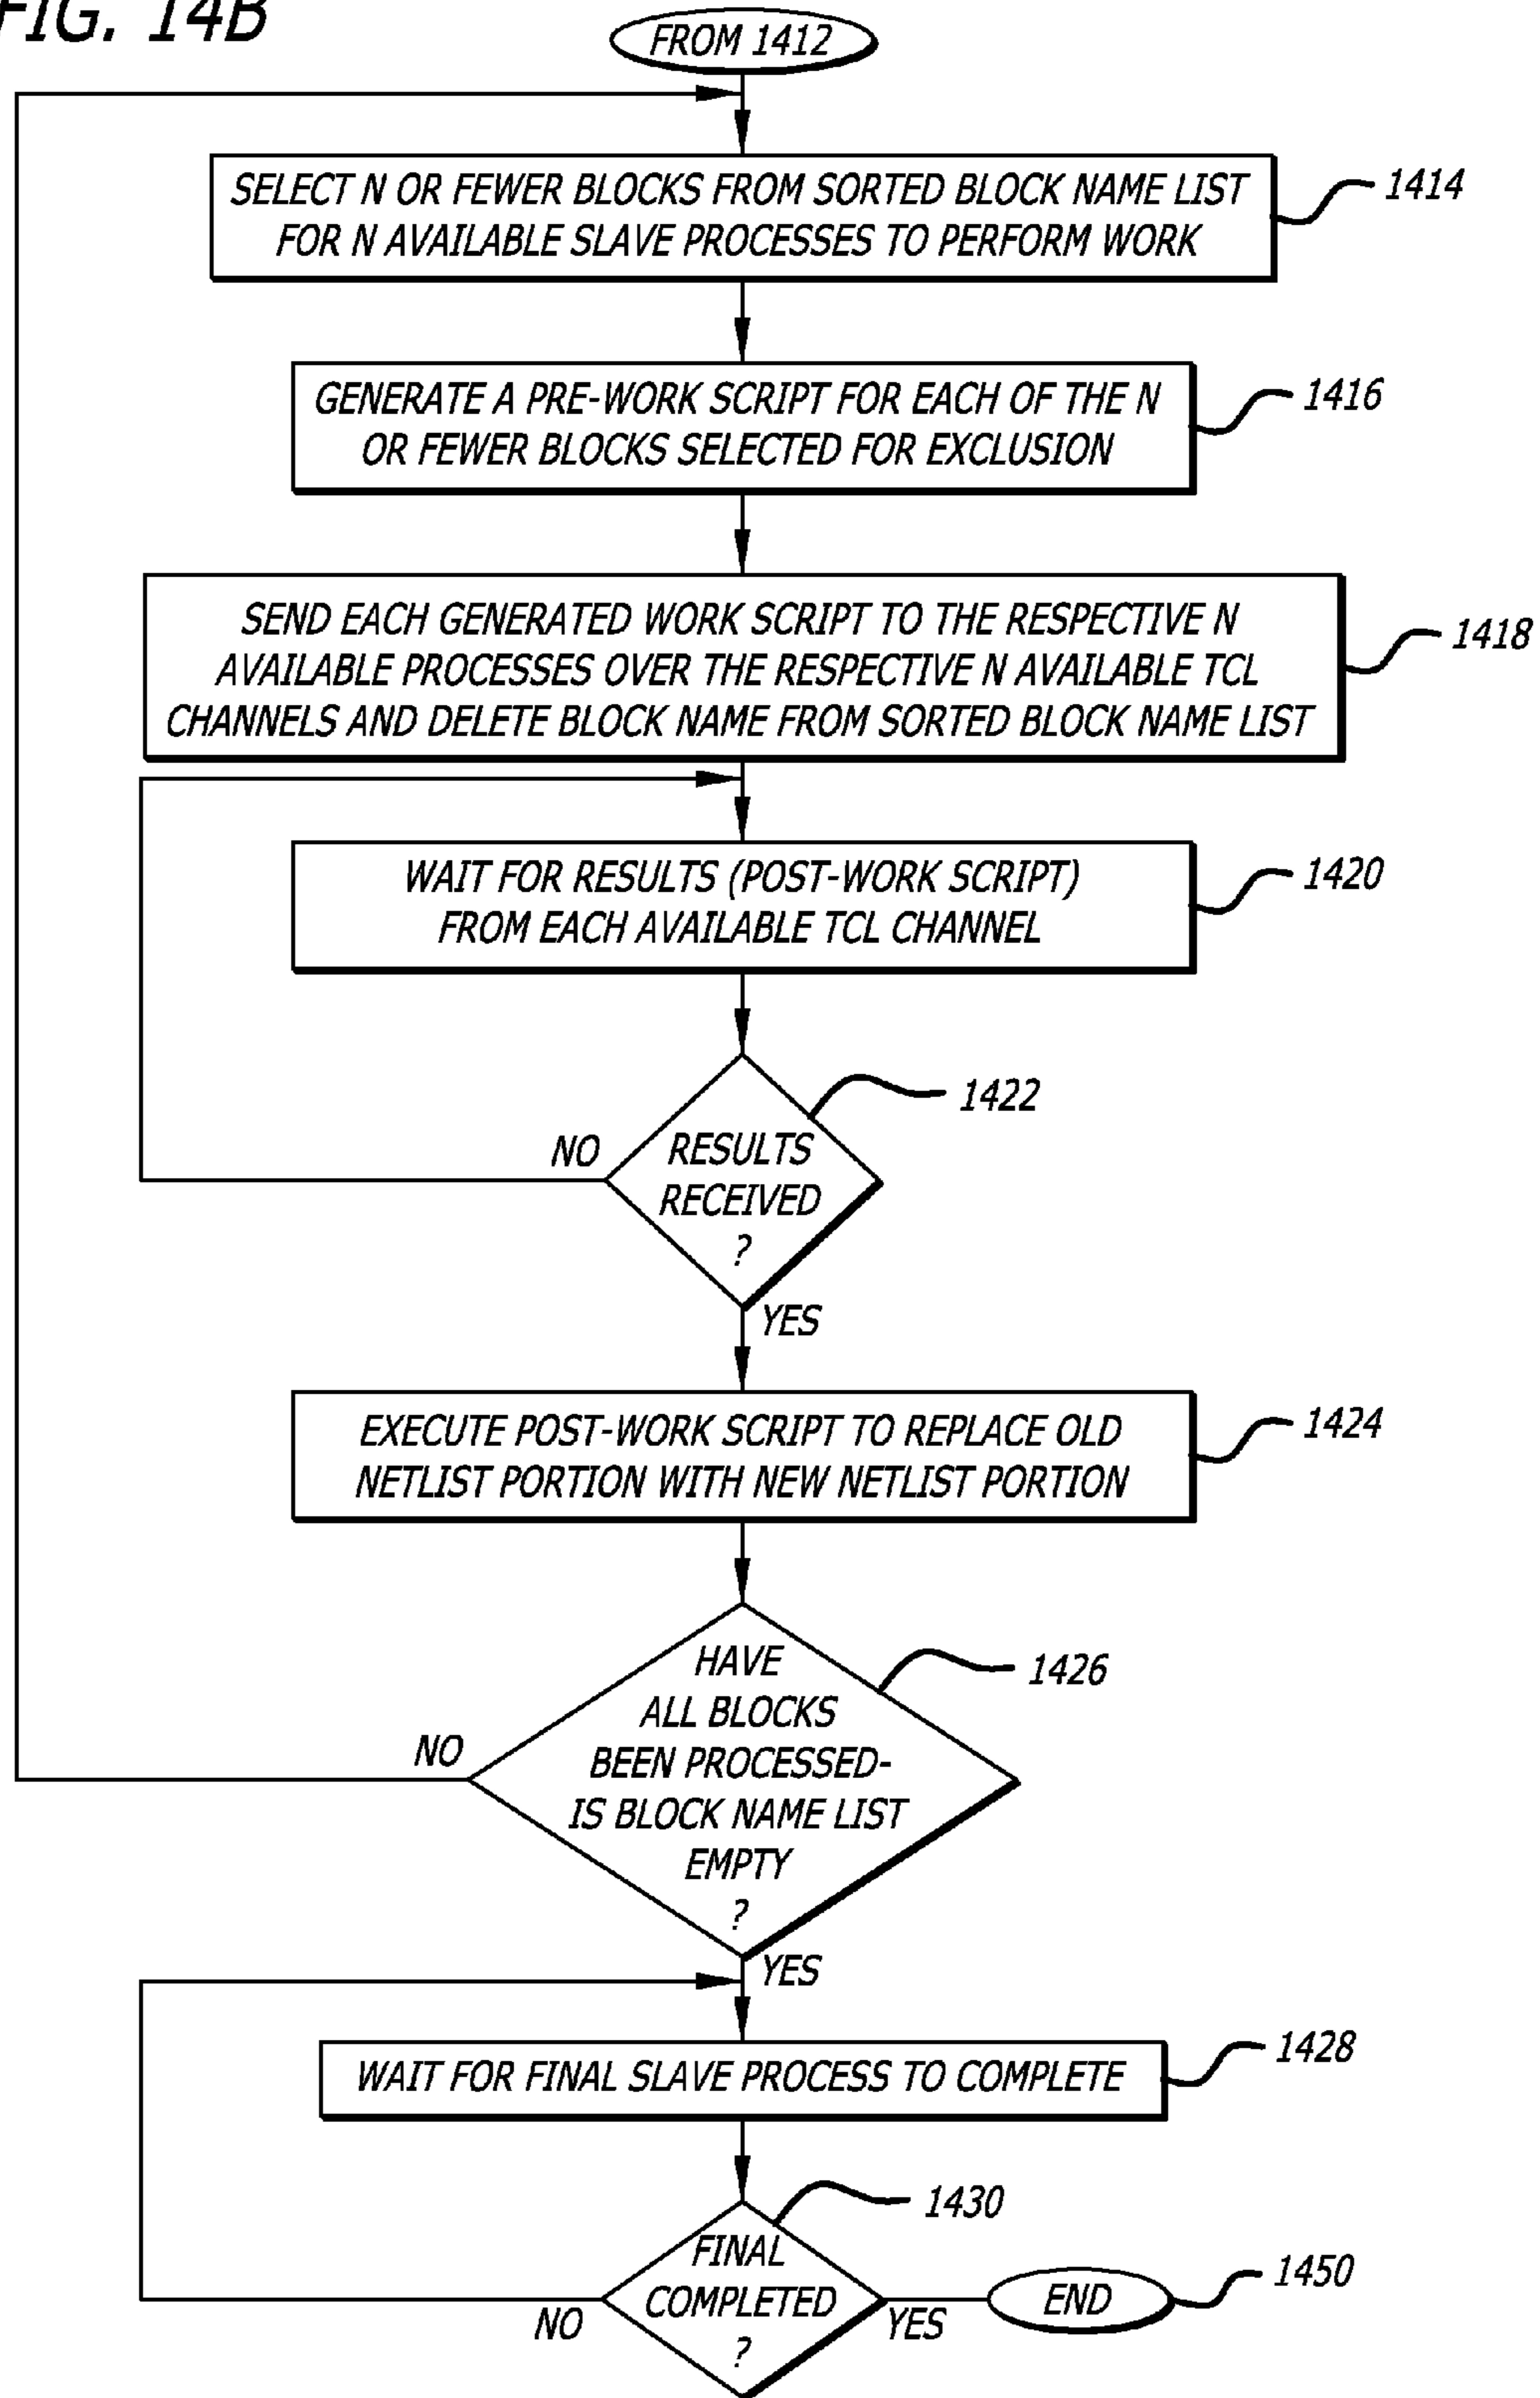 FIG. 14B
FROM 1412
SELECT N OR FEWER BLOCKS FROM SORTED BLOCK NAME LIST
FOR N AVAILABLE SLAVE PROCESSES TO PERFORM WORK
1414
GENERATE A PRE-WORK SCRIPT FOR EACH OF THE N
OR FEWER BLOCKS SELECTED FOR EXCLUSION
1416
SEND EACH GENERATED WORK SCRIPT TO THE RESPECTIVE N
AVAILABLE PROCESSES OVER THE RESPECTIVE N AVAILABLE TCL
CHANNELS AND DELETE BLOCK NAME FROM SORTED BLOCK NAME LIST
1418
WAIT FOR RESULTS (POST-WORK SCRIPT)
FROM EACH AVAILABLE TCL CHANNEL
1420
RESULTS
RECEIVED
?
1422
NO
YES
EXECUTE POST-WORK SCRIPT TO REPLACE OLD
NETLIST PORTION WITH NEW NETLIST PORTION
1424
HAVE
ALL BLOCKS
BEEN PROCESSED-
IS BLOCK NAME LIST
EMPTY
?
1426
NO
YES
WAIT FOR FINAL SLAVE PROCESS TO COMPLETE
1428
FINAL
COMPLETED
?
1430
NO
YES
END
1450